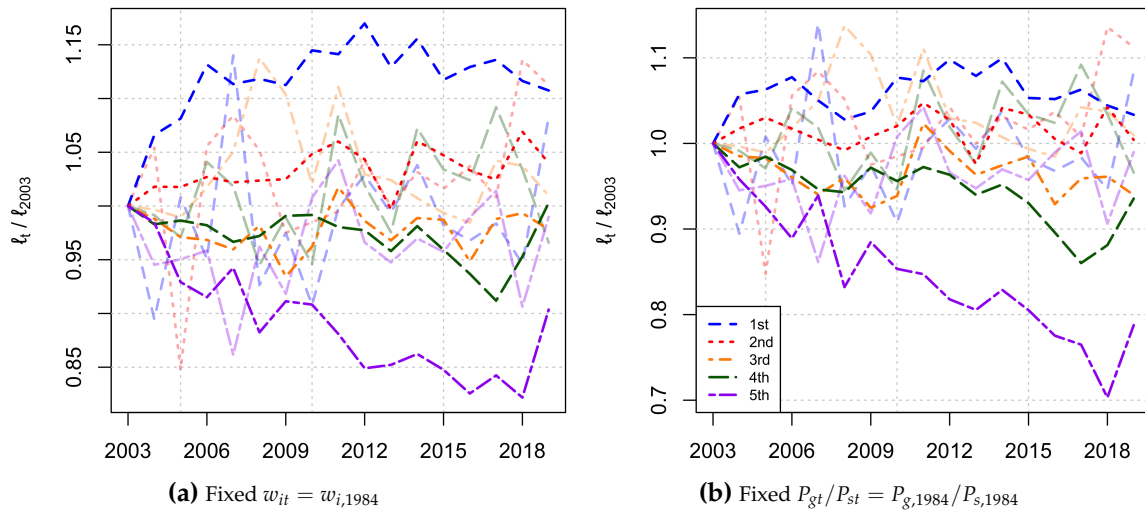 ℓt / ℓ2003
1.15
1.05
0.95
0.85
2003 2006 2009 2012 2015 2018
(a) Fixed wit = wi,1984
ℓt / ℓ2003
1.1
1.0
0.9
0.8
0.7
1st
2nd
3rd
4th
5th
2003 2006 2009 2012 2015 2018
(b) Fixed Pgt/Pst = Pg,1984/Ps,1984